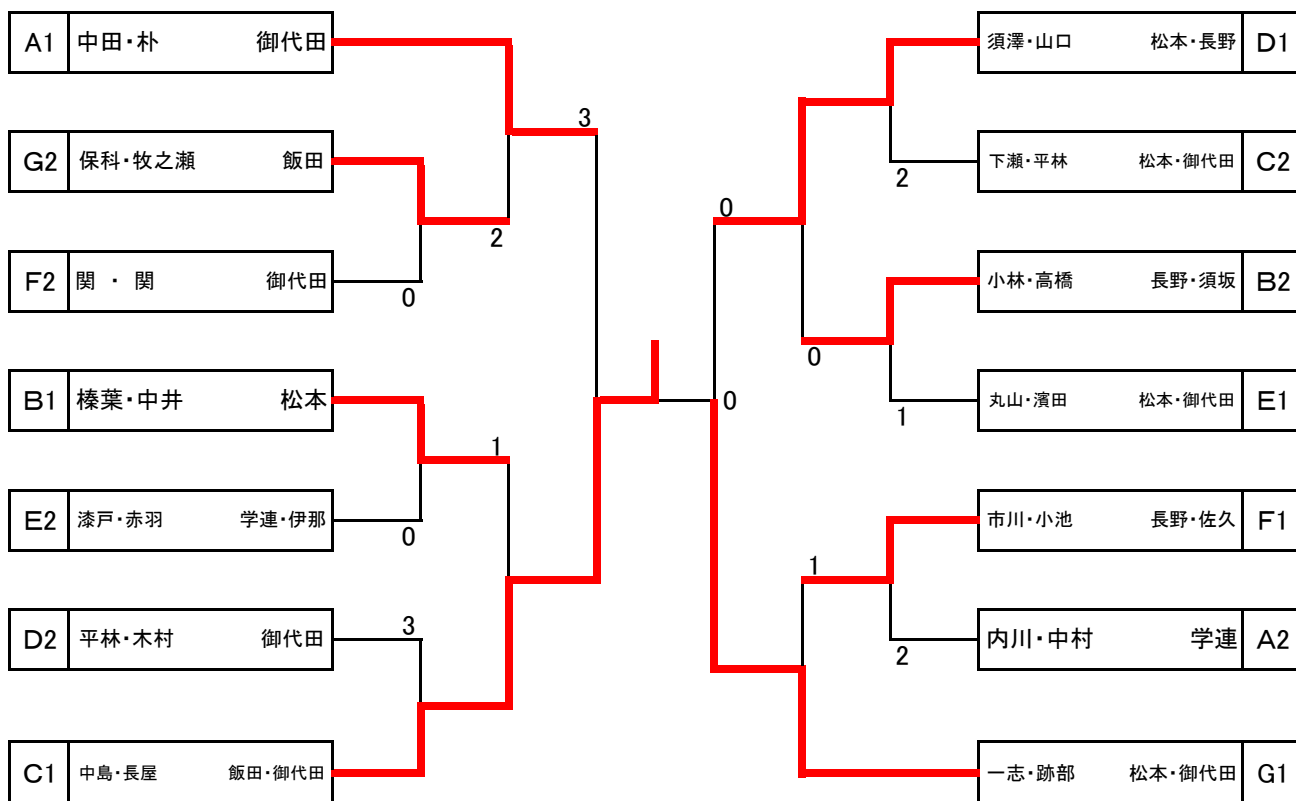 A1 中田・朴 御代田
G2 保科・牧之瀬 飯田
F2 関 ・ 関 御代田
B1 榛葉・中井 松本
E2 漆戸・赤羽 学連・伊那
D2 平林・木村 御代田
C1 中島・長屋 飯田・御代田
3
2
0
1
0
3
0
2
0
1
0
1
2
須澤・山口 松本・長野 D1
下瀬・平林 松本・御代田 C2
小林・高橋 長野・須坂 B2
丸山・濱田 松本・御代田 E1
市川・小池 長野・佐久 F1
内川・中村 学連 A2
一志・跡部 松本・御代田 G1